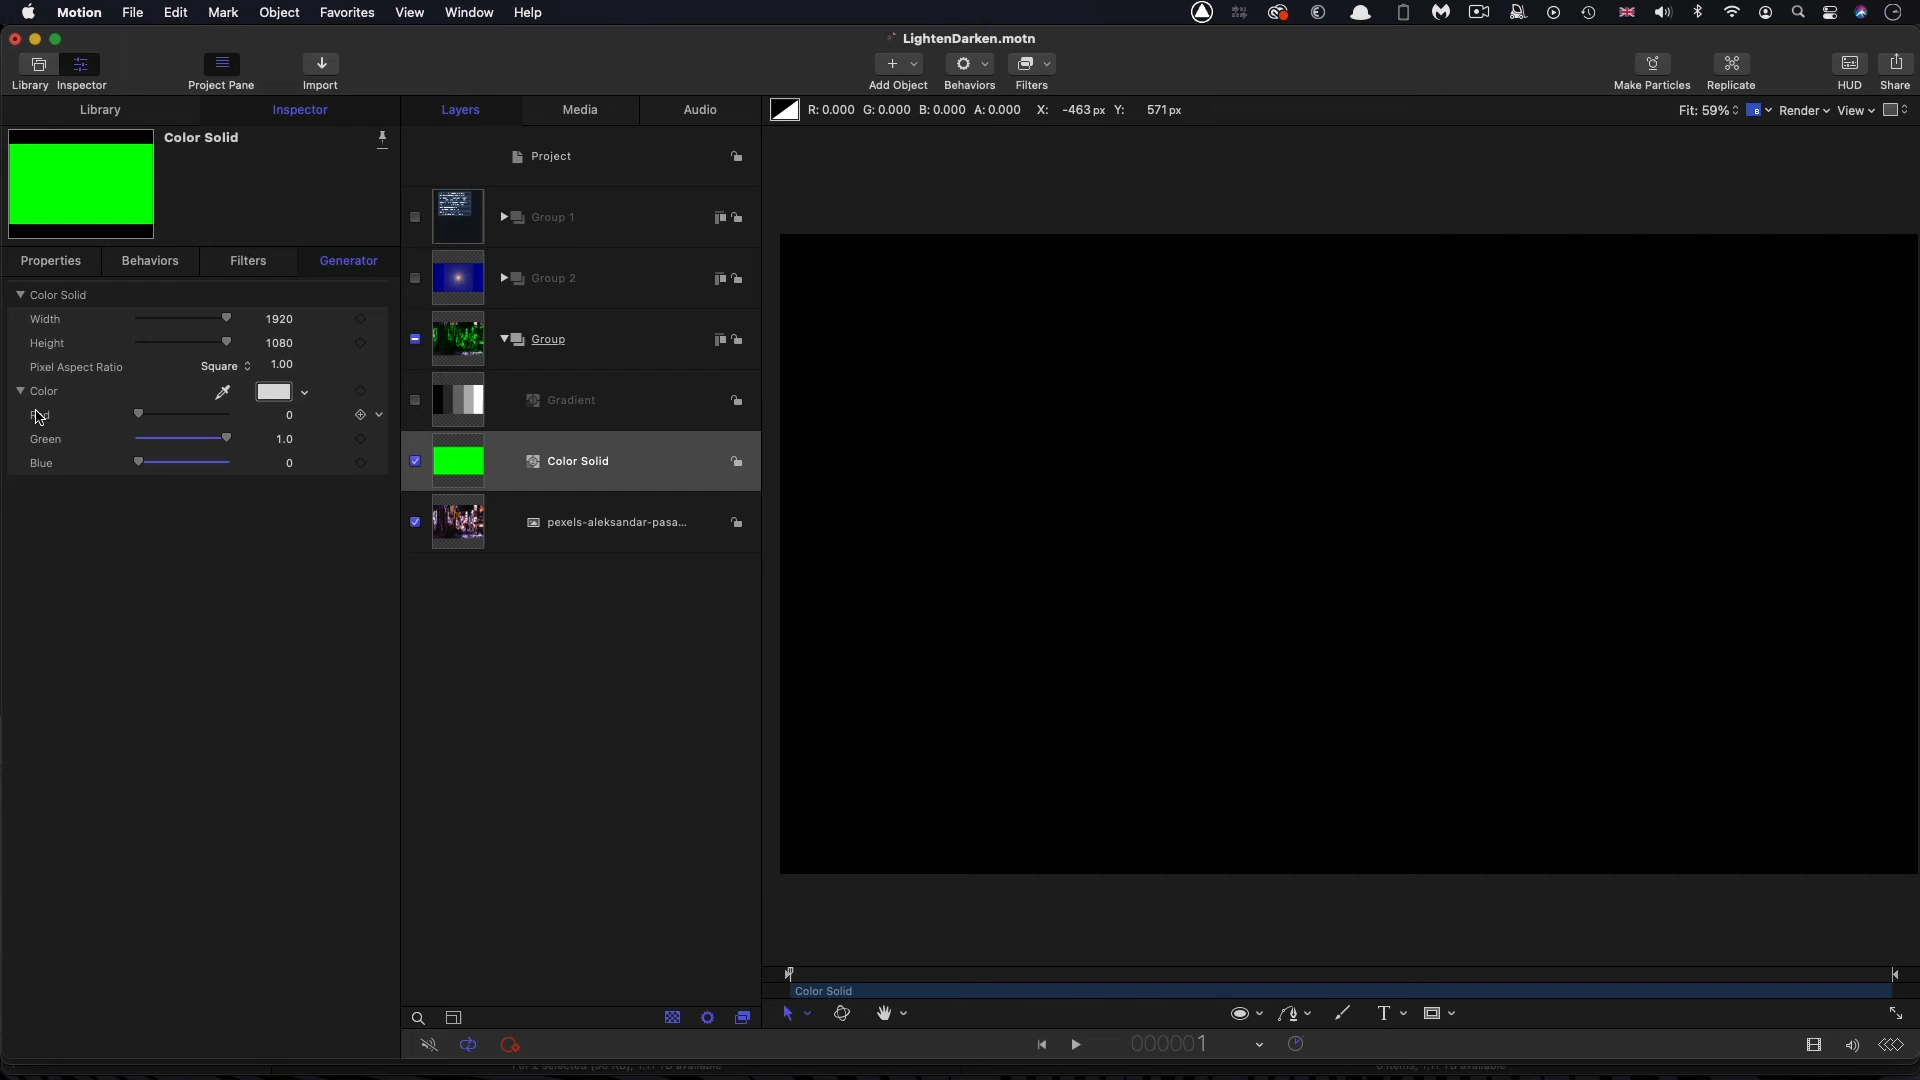 Motion File Edit Mark Object Favorites View Window Help
LightenDarken.motn
Library Inspector Project Pane Import Add Object Behaviors Filters Make Particles Replicate HUD Share
Library Inspector Layers Media Audio R: 0.000 G: 0.000 B: 0.000 A: 0.000 X: -463 px Y: 571 px Fit: 59% B Render View
Color Solid
Project
Group 1
Properties Behaviors Filters Generator
Group 2
Color Solid
Width 1920
Height 1080
Group
Pixel Aspect Ratio Square 1.00
Color
Gradient
Red 0
Green 1.0
Blue 0
Color Solid
pexels-aleksandar-pasa...
Color Solid
T
000001